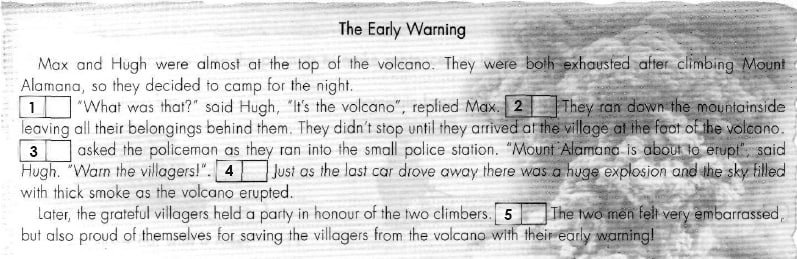 The Early Warning
Max and Hugh were almost at the top of the volcano. They were both exhausted after climbing Mount
Alamana, so they decided to camp for the night.
1 "What was that?" said Hugh, "It's the volcano", replied Max. 2 They ran down the mountainside
leaving all their belongings behind them. They didn't stop until they arrived at the village at the foot of the volcano.
3 asked the policeman as they ran into the small police station. "Mount Alamana is about to erupt", said
Hugh. "Warn the villagers!". 4 Just as the last car drove away there was a huge explosion and the sky filled
with thick smoke as the volcano erupted.
Later, the grateful villagers held a party in honour of the two climbers. 5 The two men felt very embarrassed,
but also proud of themselves for saving the villagers from the volcano with their early warning!